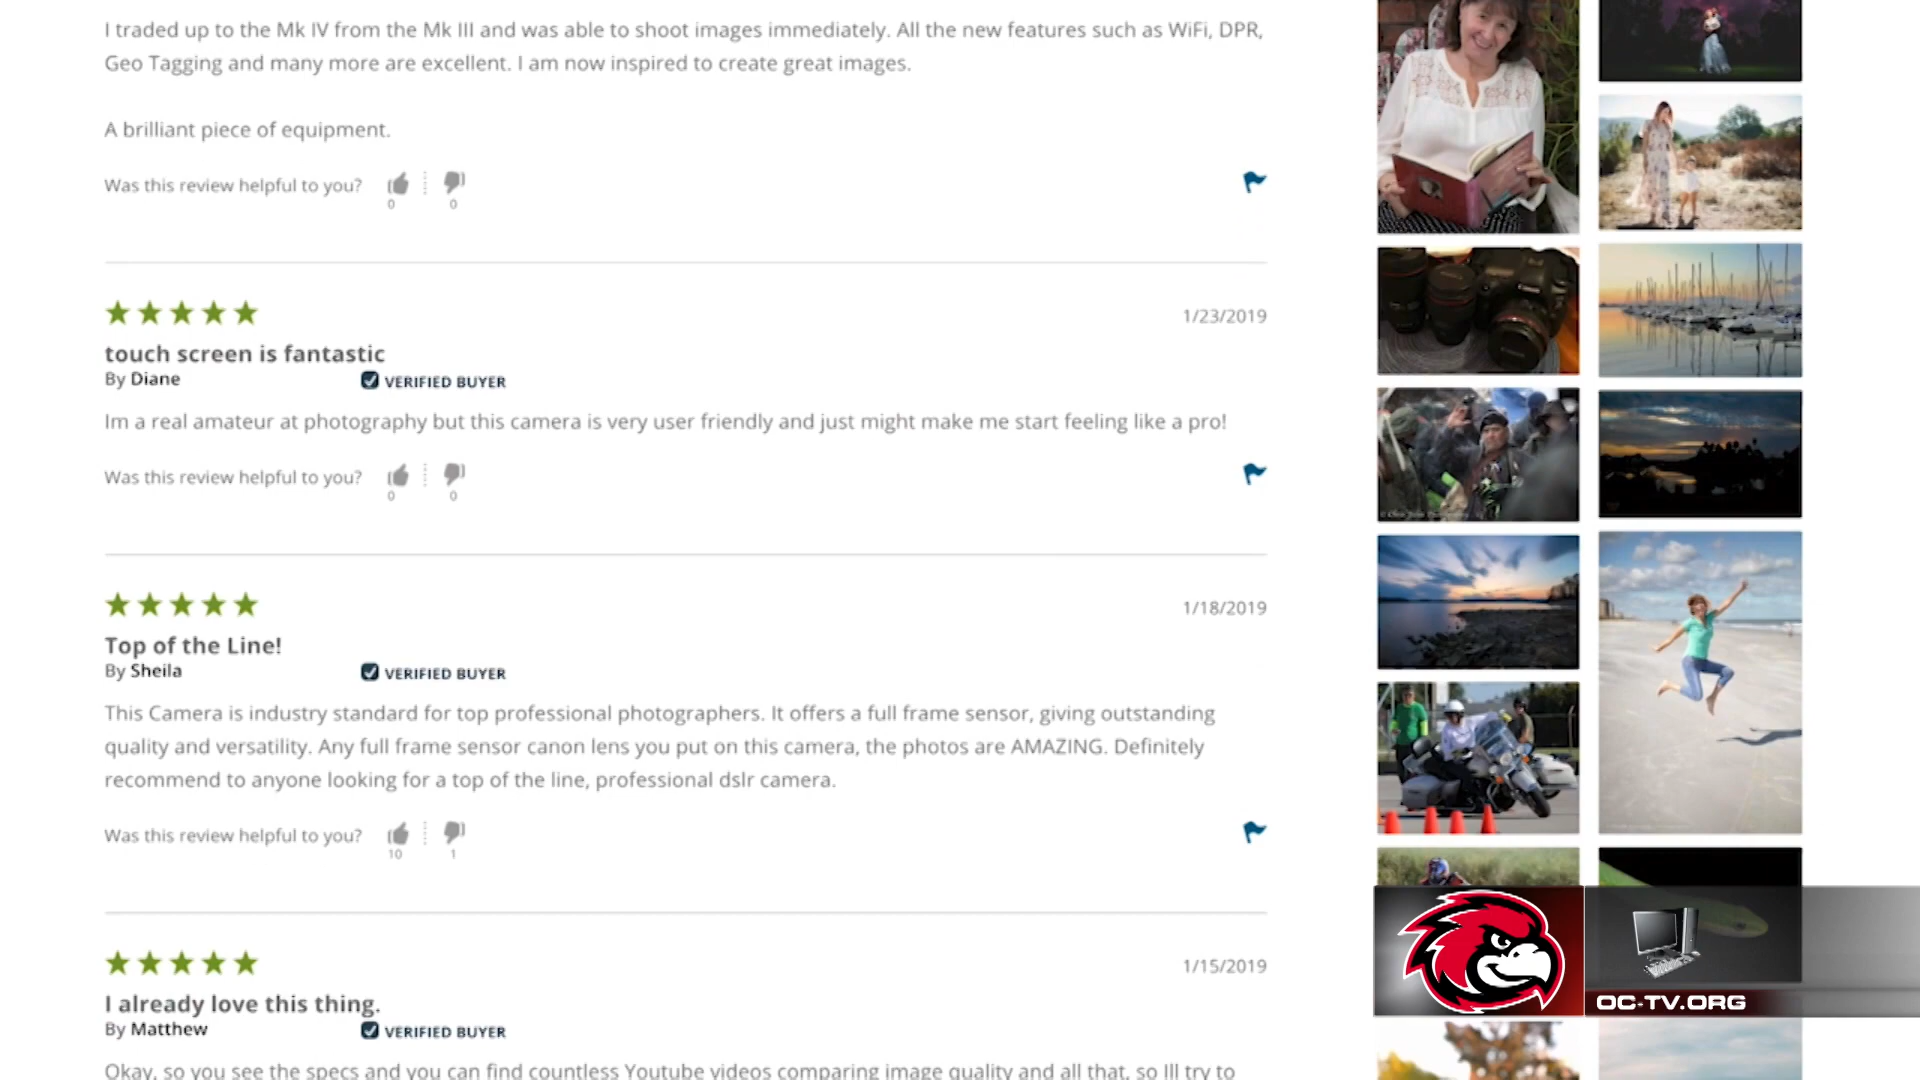 I traded up to the Mk IV from the Mk III and was able to shoot images immediately. All the new features such as WiFi, DPR,
Geo Tagging and many more are excellent. I am now inspired to create great images.
A brilliant piece of equipment.
Was this review helpful to you?
0 0
1/23/2019
touch screen is fantastic
By Diane VERIFIED BUYER
Im a real amateur at photography but this camera is very user friendly and just might make me start feeling like a pro!
Was this review helpful to you?
0 0
1/18/2019
Top of the Line!
By Sheila VERIFIED BUYER
This Camera is industry standard for top professional photographers. It offers a full frame sensor, giving outstanding
quality and versatility. Any full frame sensor canon lens you put on this camera, the photos are AMAZING. Definitely
recommend to anyone looking for a top of the line, professional dslr camera.
Was this review helpful to you?
10 1
1/15/2019
I already love this thing.
By Matthew VERIFIED BUYER
Okay, so you see the specs and you can find countless Youtube videos comparing image quality and all that, so Ill try to
OC-TV.ORG